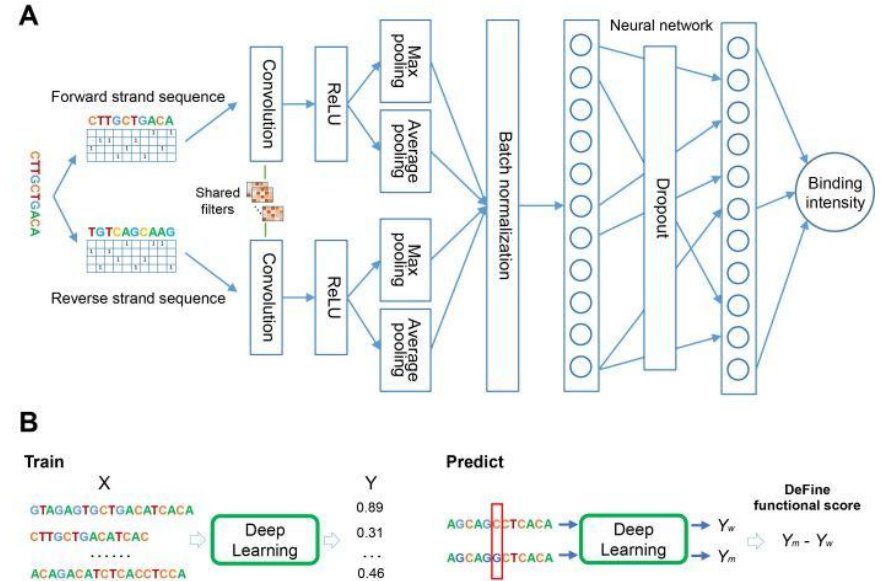 A
Neural network
Forward strand sequence
CTTGCTGACA
CTTGCTGACA
Convolution
ReLU
Max pooling
Average pooling
Shared filters
TGTCAGCAAG
Reverse strand sequence
Convolution
ReLU
Max pooling
Average pooling
Batch normalization
Dropout
Binding
intensity
B
Train
X
Y
GTAGAGTGCTGACATCACA
0.89
CTTGCTGACATCAC
0.31
......
...
ACAGACATCTCACCTCCA
0.46
Deep
Learning
Predict
AGCAGCCTCACA
AGCAGGCTCACA
Deep
Learning
Yw
Ym
DeFine
functional score
Ym - Yw